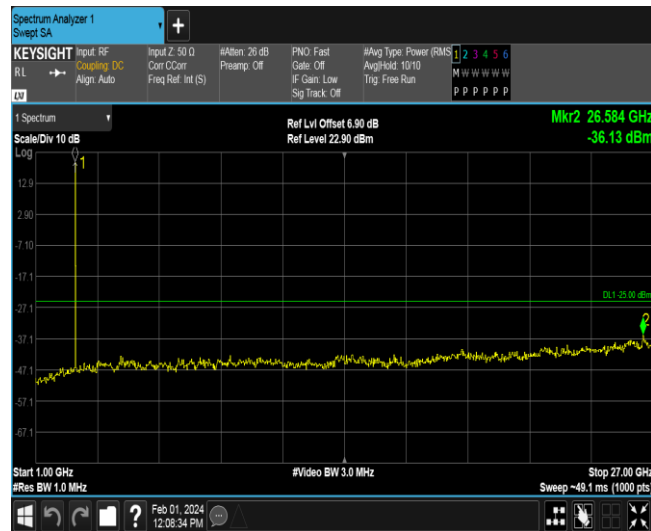 Spectrum Analyzer 1
Swept SA
+
KEYSIGHT
RL
LXI
Input: RF
Coupling: DC
Align: Auto
Input Z: 50 Ω
Corr CCorr
Freq Ref: Int (S)
#Atten: 26 dB
Preamp: Off
PNO: Fast
Gate: Off
IF Gain: Low
Sig Track: Off
#Avg Type: Power (RMS
Avg|Hold: 10/10
Trig: Free Run
1 2 3 4 5 6
M W W W W W
P P P P P P
1 Spectrum
Scale/Div 10 dB
Log
Ref Lvl Offset 6.90 dB
Ref Level 22.90 dBm
Mkr2 26.584 GHz
-36.13 dBm
1
12.9
2.90
-7.10
-17.1
DL1 -25.00 dBm
-27.1
2
-37.1
-47.1
-57.1
-67.1
Start 1.00 GHz
#Res BW 1.0 MHz
#Video BW 3.0 MHz
Stop 27.00 GHz
Sweep ~49.1 ms (1000 pts)
?
Feb 01, 2024
12:08:34 PM